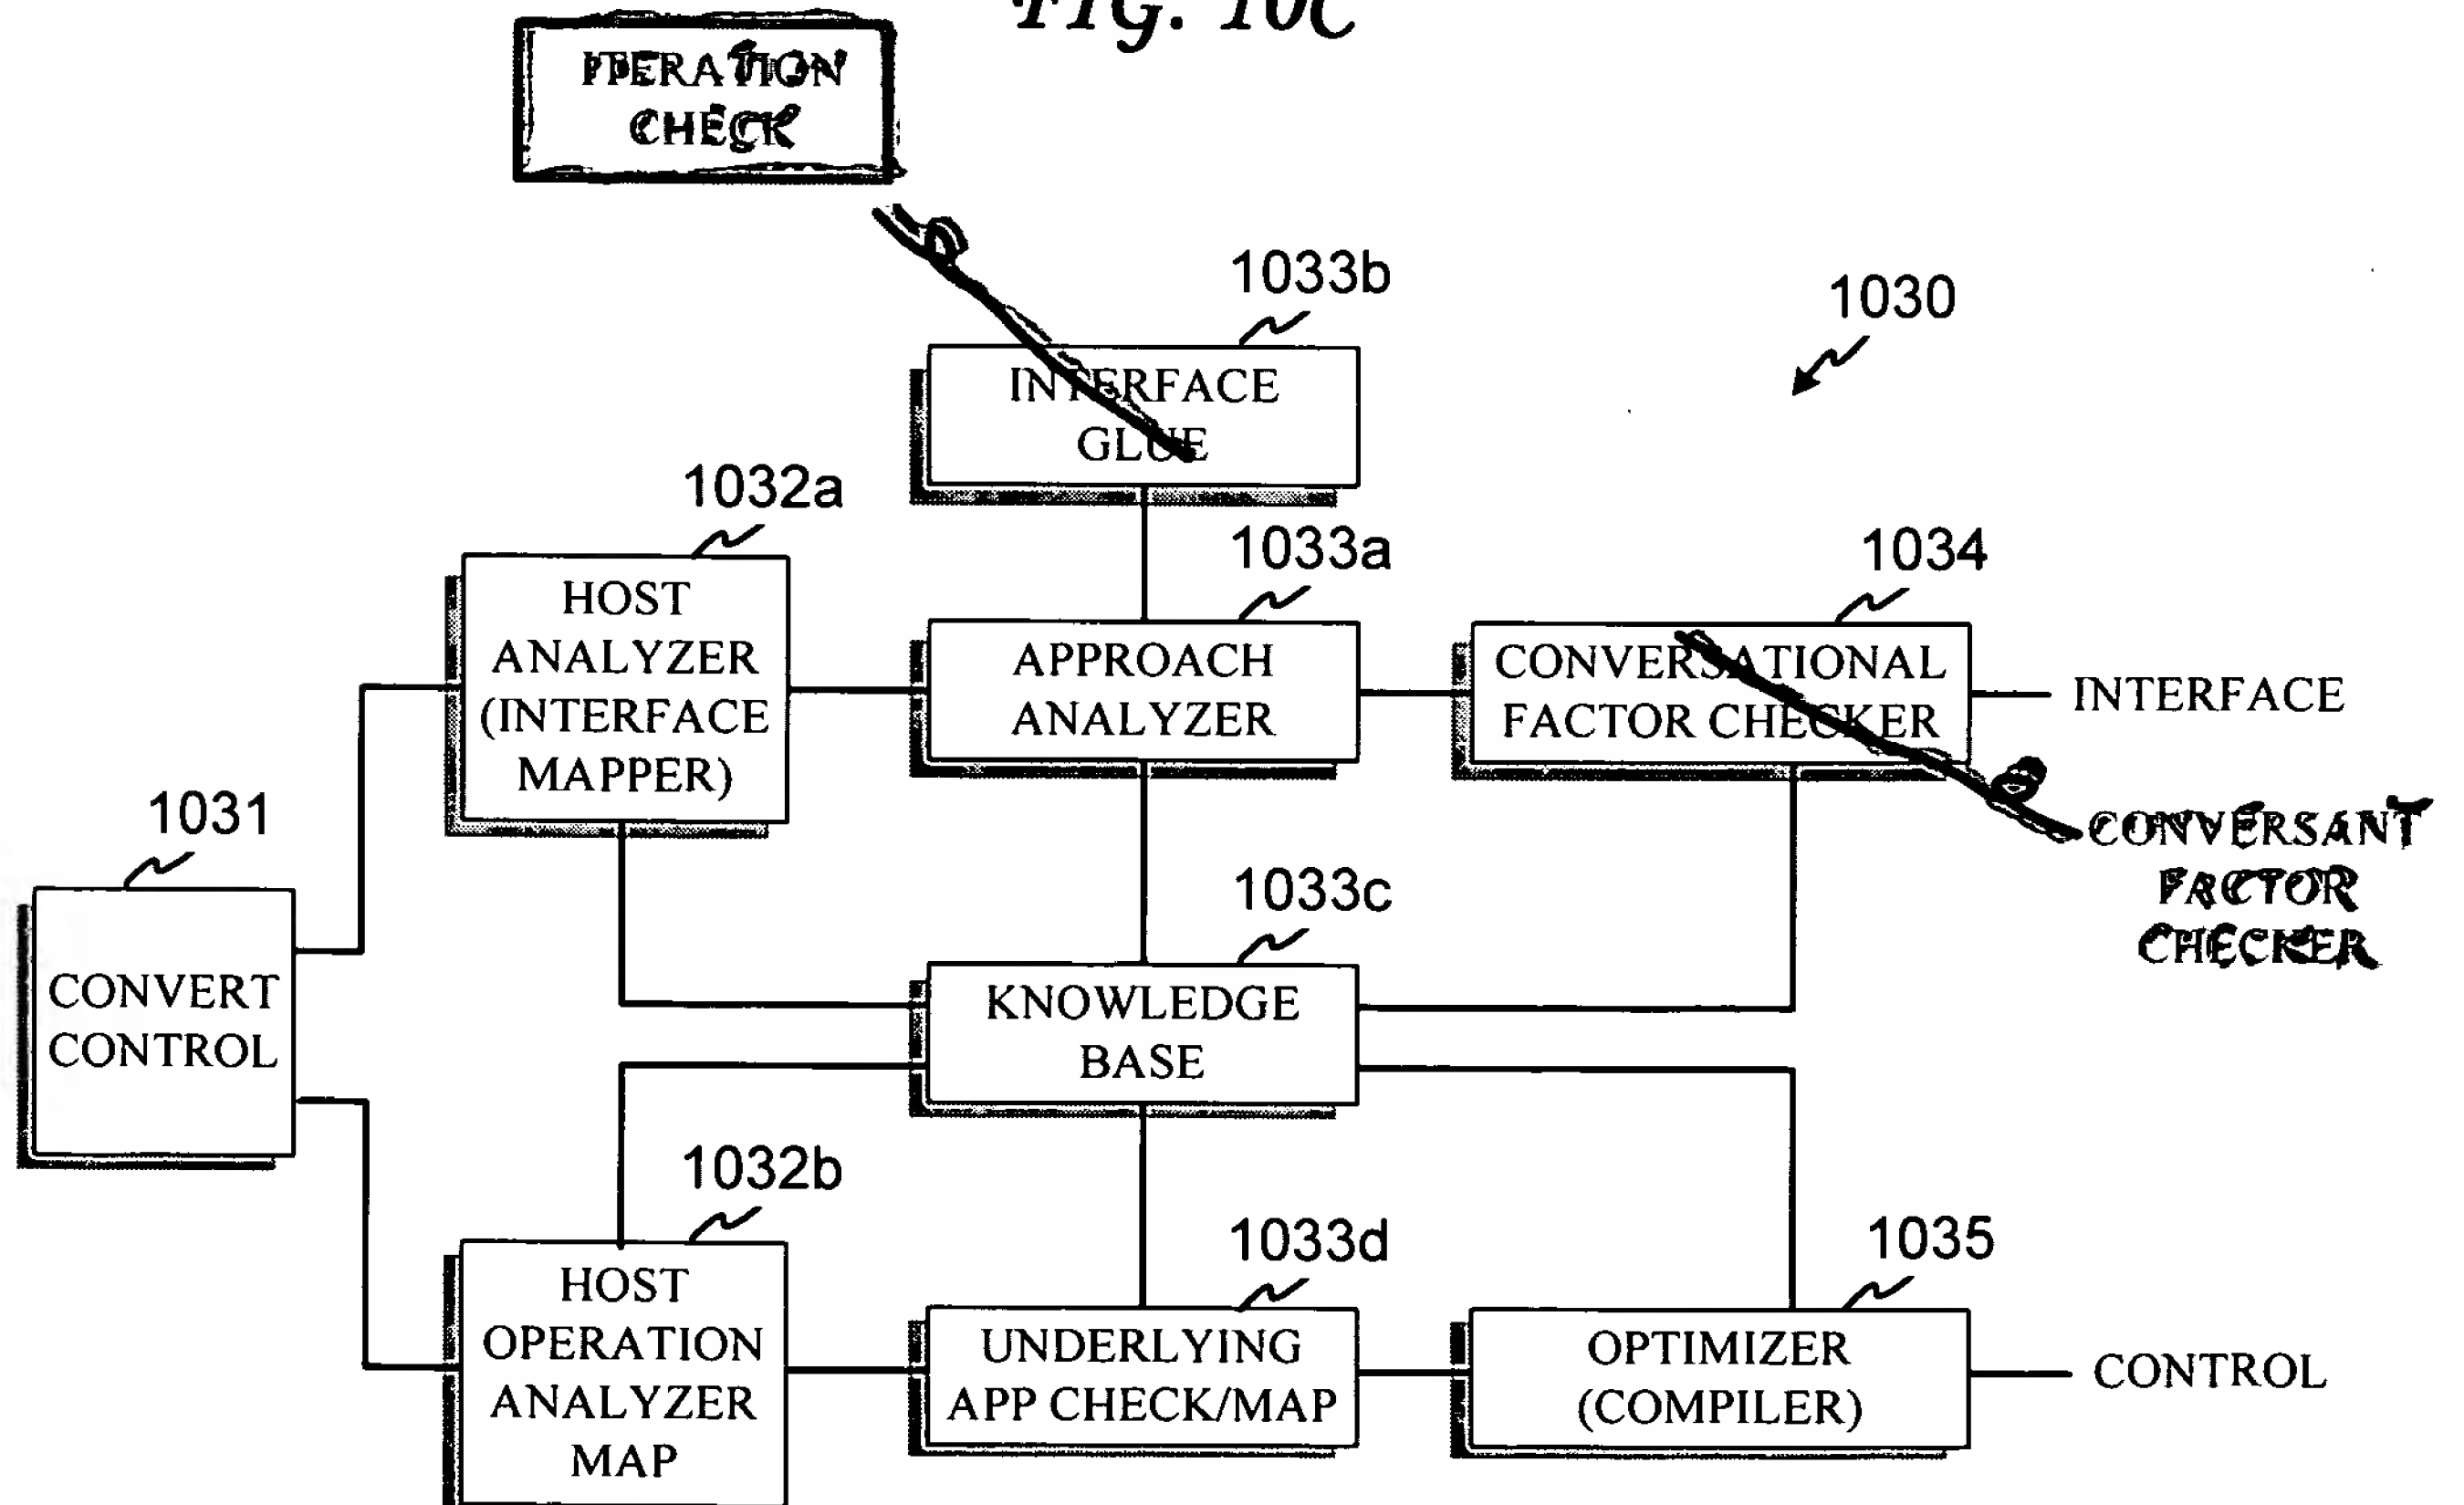 FIG. 10C
ITERATION
CHECK
1033b
1030
INTERFACE
GLUE
1032a
1033a
1034
HOST
ANALYZER
(INTERFACE
MAPPER)
APPROACH
ANALYZER
CONVERSATIONAL
FACTOR CHECKER
INTERFACE
1031
CONVERSANT
FACTOR
CHECKER
1033c
CONVERT
CONTROL
KNOWLEDGE
BASE
1032b
1033d
1035
HOST
OPERATION
ANALYZER
MAP
UNDERLYING
APP CHECK/MAP
OPTIMIZER
(COMPILER)
CONTROL